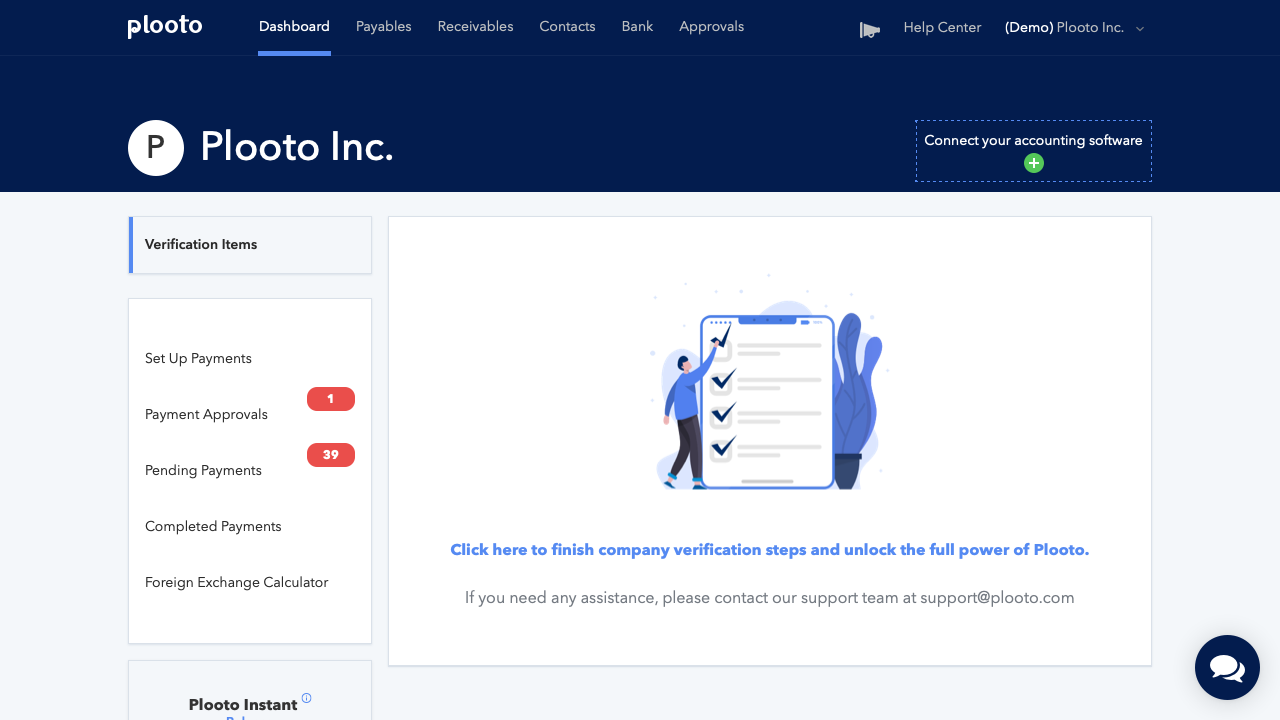 plooto
Dashboard
Payables
Receivables
Contacts
Bank
Approvals
Help Center
(Demo) Plooto Inc.
P
Plooto Inc.
Connect your accounting software
Verification Items
Set Up Payments
Payment Approvals
1
Pending Payments
39
Completed Payments
Foreign Exchange Calculator
Click here to finish company verification steps and unlock the full power of Plooto.
If you need any assistance, please contact our support team at support@plooto.com
Plooto Instant